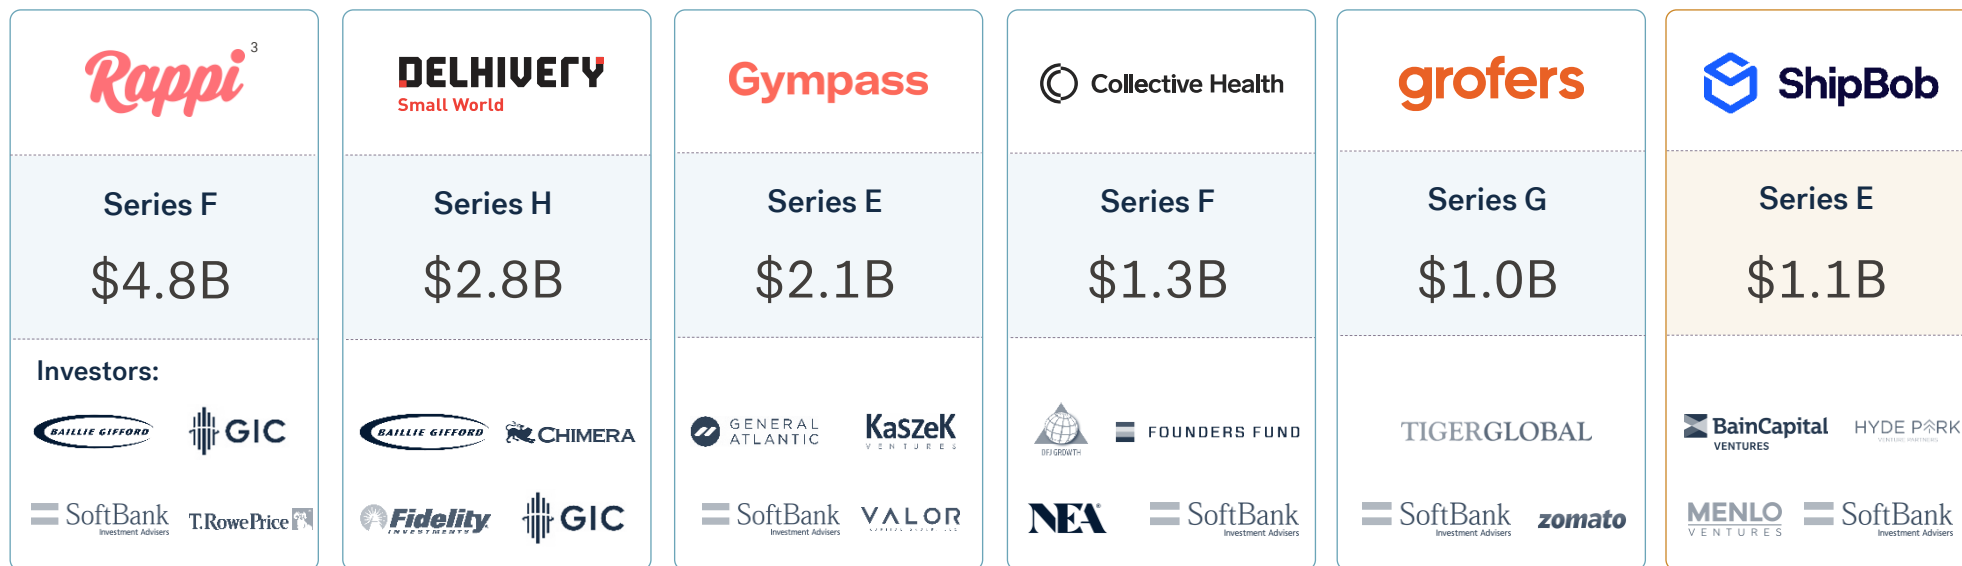 Rappi 3
Series F
$4.8B
Investors:
BAILLIE GIFFORD GIC
SoftBank Investment Advisers T.RowePrice
DELHIVERY
Small World
Series H
$2.8B
BAILLIE GIFFORD CHIMERA
Fidelity INVESTMENTS GIC
Gympass
Series E
$2.1B
GENERAL ATLANTIC KaszeK VENTURES
SoftBank Investment Advisers VALOR
Collective Health
Series F
$1.3B
DFJ GROWTH FOUNDERS FUND
NEA SoftBank Investment Advisers
grofers
Series G
$1.0B
TIGERGLOBAL
SoftBank Investment Advisers zomato
ShipBob
Series E
$1.1B
BainCapital VENTURES HYDE PARK VENTURE PARTNERS
MENLO VENTURES SoftBank Investment Advisers